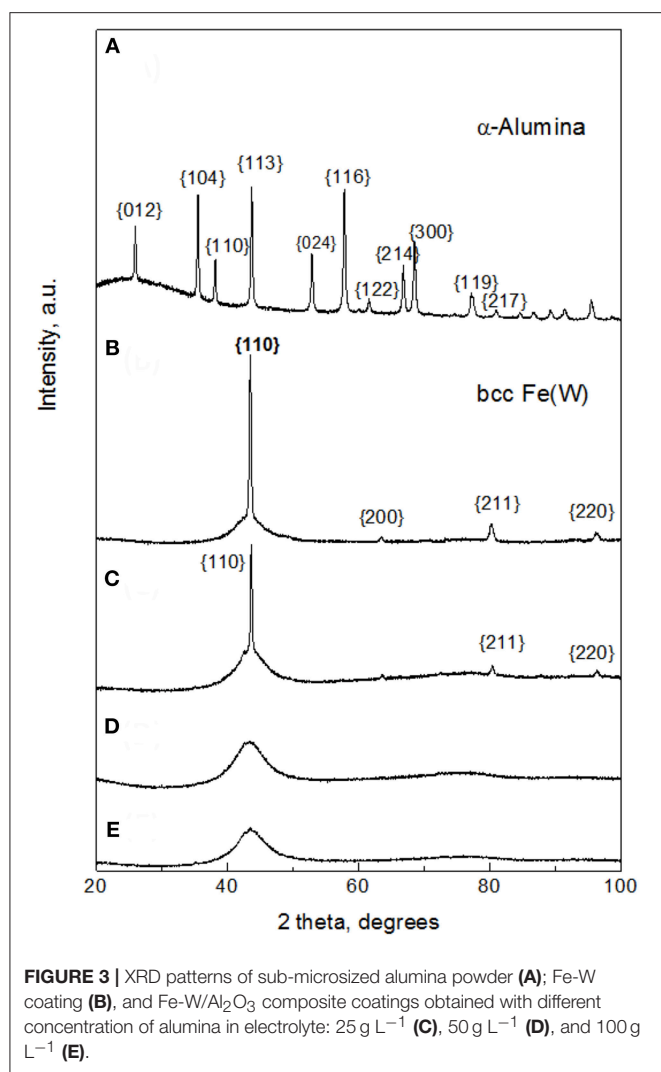 A
α-Alumina
{113}
{104}
{116}
{012}
{300}
{110}
{024}
{214}
{122}
{119}
{217}
B
{110}
bcc Fe(W)
{211}
{200}
{220}
C
{110}
{211}
{220}
D
E
Intensity, a.u.
20 40 60 80 100
2 theta, degrees
FIGURE 3 | XRD patterns of sub-microsized alumina powder (A); Fe-W
coating (B), and Fe-W/Al₂O₃ composite coatings obtained with different
concentration of alumina in electrolyte: 25 g L⁻¹ (C), 50 g L⁻¹ (D), and 100 g
L⁻¹ (E).